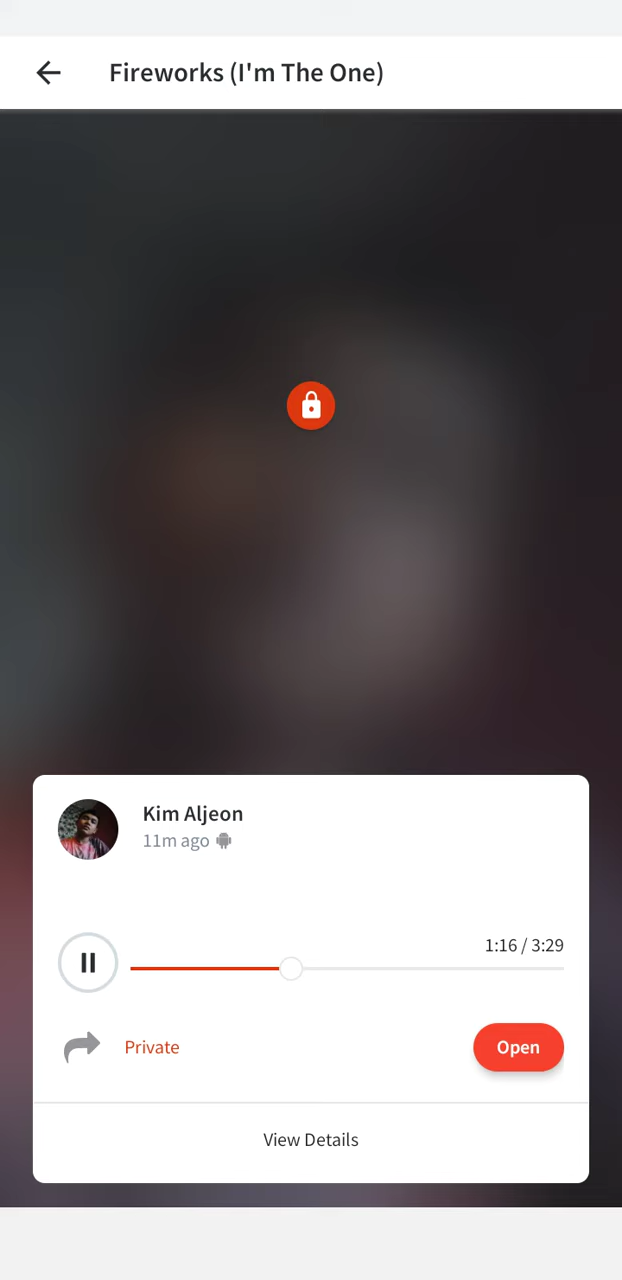 Fireworks (I'm The One)
Kim Aljeon
11m ago
1:16 / 3:29
Private
Open
View Details